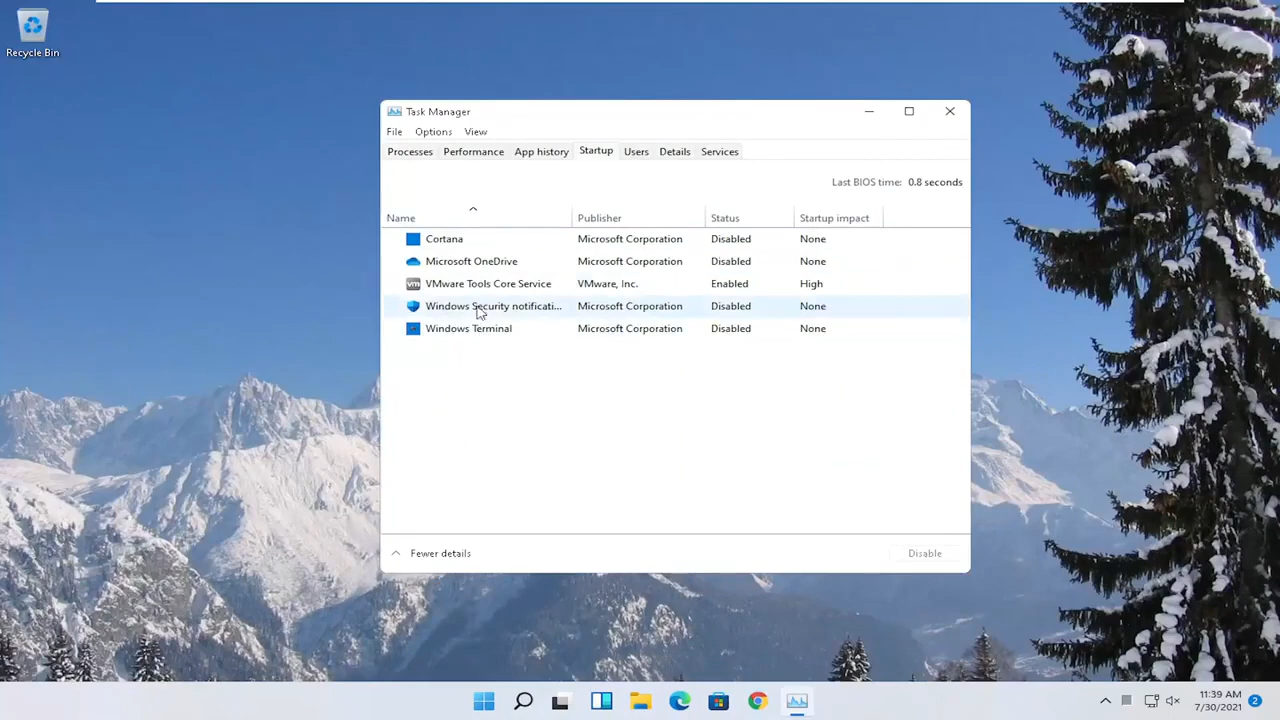 Recycle Bin
Task Manager
File Options View
Processes Performance App history Startup Users Details Services
Last BIOS time: 0.8 seconds
Name Publisher Status Startup impact
Cortana Microsoft Corporation Disabled None
Microsoft OneDrive Microsoft Corporation Disabled None
vm VMware Tools Core Service VMware, Inc. Enabled High
Windows Security notificati... Microsoft Corporation Disabled None
Windows Terminal Microsoft Corporation Disabled None
Fewer details Disable
11:39 AM
7/30/2021
2